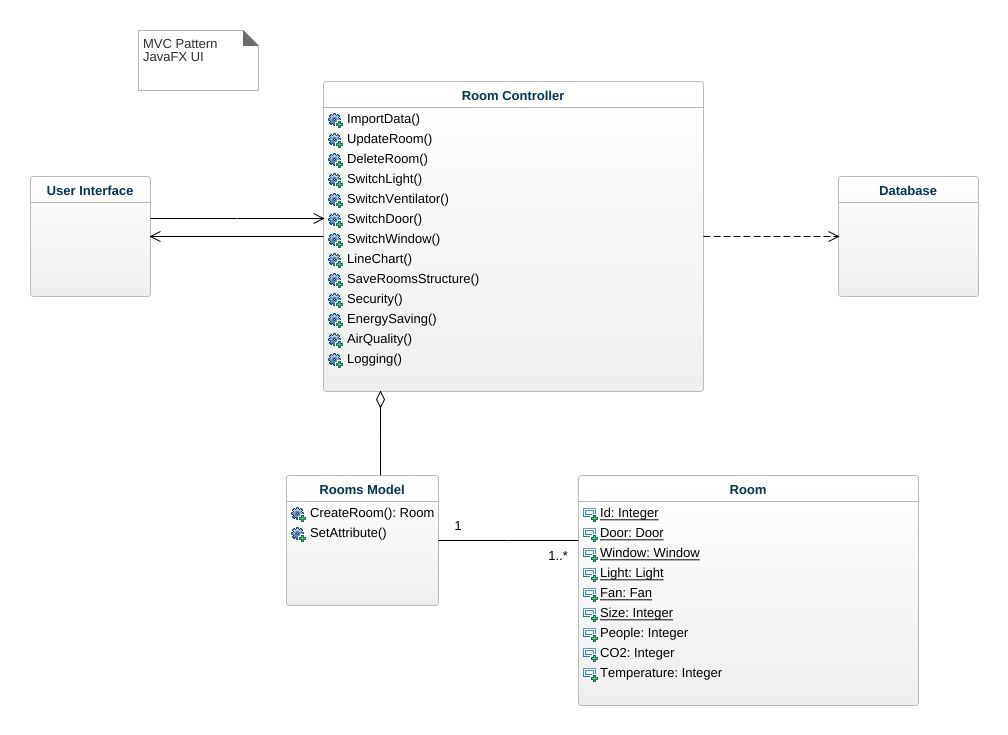 MVC Pattern
JavaFX UI
Room Controller
ImportData()
UpdateRoom()
DeleteRoom()
SwitchLight()
SwitchVentilator()
SwitchDoor()
SwitchWindow()
LineChart()
SaveRoomsStructure()
Security()
EnergySaving()
AirQuality()
Logging()
User Interface
Database
Rooms Model
CreateRoom(): Room
SetAttribute()
1
1..*
Room
Id: Integer
Door: Door
Window: Window
Light: Light
Fan: Fan
Size: Integer
People: Integer
CO2: Integer
Temperature: Integer